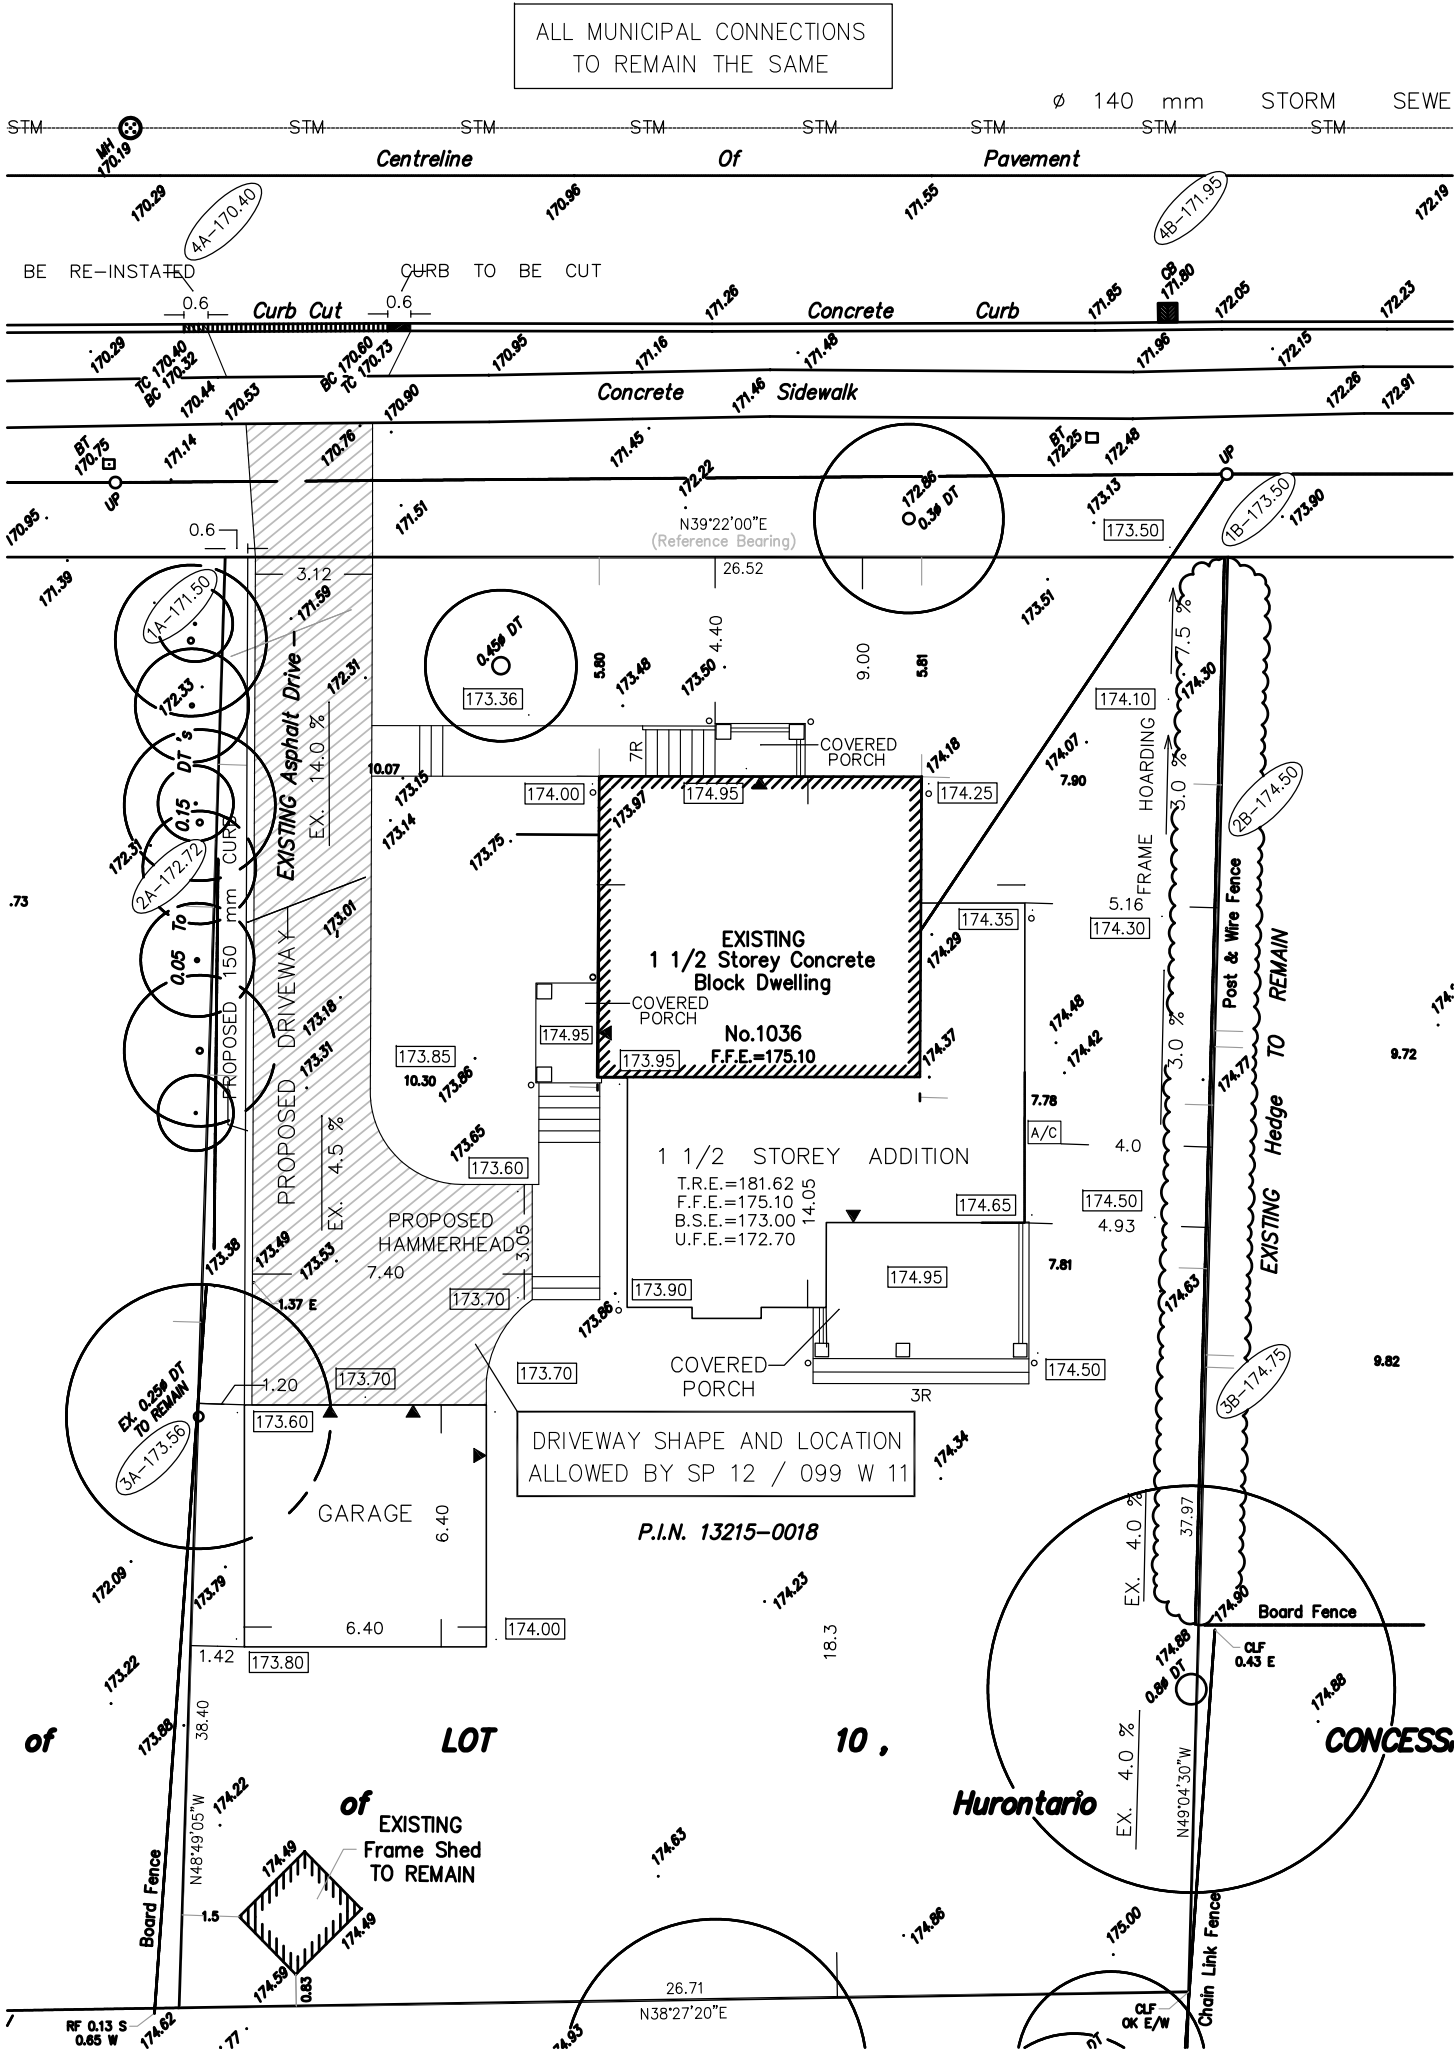 ALL MUNICIPAL CONNECTIONS
TO REMAIN THE SAME
ø 140 mm STORM SEWE
STM STM STM STM STM STM STM STM
MH
170.19
Centreline Of Pavement
170.29
4A-170.40
170.96
171.55
4B-171.95
172.19
BE RE-INSTATED
CURB TO BE CUT
0.6
0.6
Curb Cut
171.26
Concrete Curb
171.85
CB
171.80
172.05
172.23
170.29
TC 170.40
BC 170.32
BC 170.60
TC 170.73
170.95
171.16
171.48
171.96
172.15
170.44
170.53
170.90
Concrete Sidewalk
171.46
172.26
172.91
BT
170.75
171.14
170.76
171.45
172.22
BT
172.25
172.48
UP
UP
170.95
171.51
172.86
0.3ø DT
173.13
173.50
1B-173.50
173.90
0.6
N39°22'00"E
(Reference Bearing)
26.52
3.12
171.39
1A-171.50
171.59
4.40
9.00
173.51
7.5 %
0.45ø DT
173.36
5.80
173.48
173.50
5.81
172.33
172.31
174.30
174.10
EXISTING Asphalt Drive
EX. 14.0 %
7R
COVERED
PORCH
174.18
174.07
7.90
FRAME HOARDING
3.0 %
10.07
173.15
173.14
174.00
173.97
174.95
174.25
2B-174.50
0.05 To 0.15 DT's
172.31
2A-172.72
173.75
.73
PROPOSED 150 mm CURB
173.01
5.16
174.35
174.30
174.29
Post & Wire Fence
EXISTING
1 1/2 Storey Concrete
Block Dwelling
No.1036
F.F.E.=175.10
COVERED
PORCH
174.95
173.95
PROPOSED DRIVEWAY
173.18
173.31
173.85
10.30
173.86
174.37
174.48
174.42
3.0 %
174.77
9.72
EXISTING Hedge TO REMAIN
7.78
A/C
EX. 4.5 %
173.65
173.60
1 1/2 STOREY ADDITION
T.R.E.=181.62
F.F.E.=175.10
B.S.E.=173.00
U.F.E.=172.70
14.05
4.0
174.65
174.50
4.93
PROPOSED
HAMMERHEAD
3.05
7.40
173.38
173.49
173.53
1.37 E
173.70
173.86
173.90
174.95
7.81
174.63
COVERED
PORCH
3R
174.50
9.82
3B-174.75
EX. 0.25ø DT
TO REMAIN
3A-173.56
1.20
173.70
173.60
173.70
DRIVEWAY SHAPE AND LOCATION
ALLOWED BY SP 12 / 099 W 11
174.34
GARAGE
6.40
P.I.N. 13215-0018
EX. 4.0 %
37.97
172.09
173.79
6.40
174.00
174.23
18.3
174.90
Board Fence
1.42
173.80
174.88
0.8ø DT
CLF
0.43 E
173.22
173.88
38.40
174.88
of LOT 10 , CONCESS
EX. 4.0 %
N49°04'30"W
174.22
of
Hurontario
N48°49'05"W
EXISTING
Frame Shed
TO REMAIN
174.49
174.49
174.59
1.5
0.83
Board Fence
174.63
174.86
175.00
Chain Link Fence
26.71
N38°27'20"E
RF 0.13 S
0.65 W
174.62
CLF
OK E/W
DT